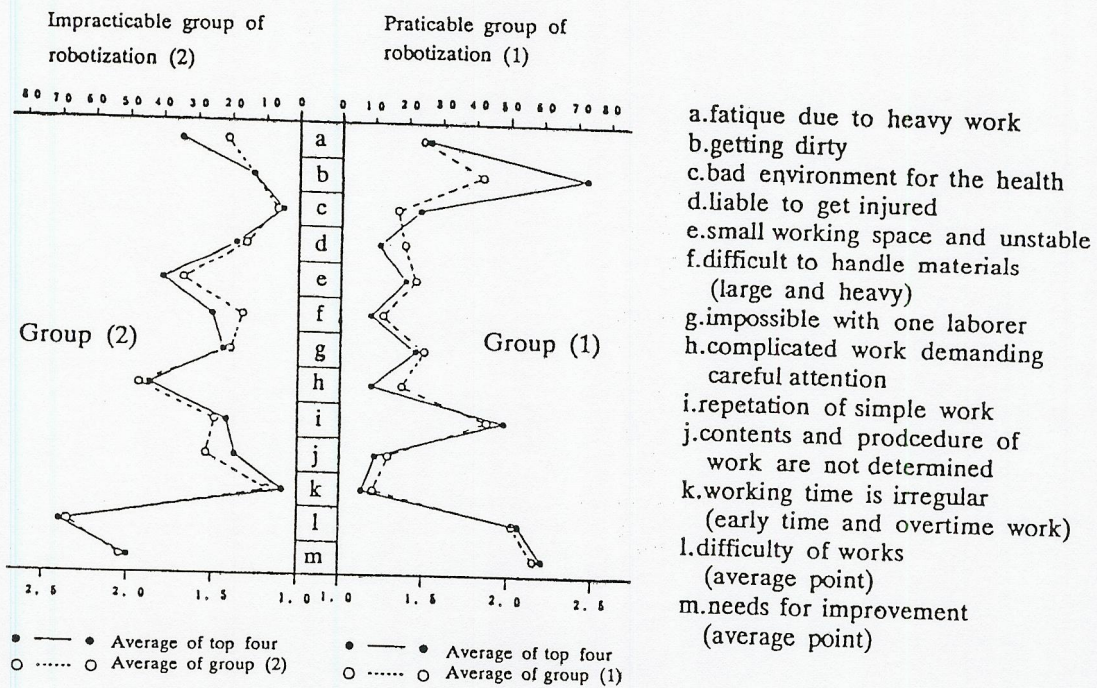 Impracticable group of
robotization (2)
Praticable group of
robotization (1)
80 70 60 50 40 30 20 10 0
0 10 20 30 40 50 60 70 80
a
b
c
d
e
f
g
h
i
j
k
l
m
Group (2)
Group (1)
2.5 2.0 1.5 1.0
1.0 1.5 2.0 2.5
Average of top four
Average of group (2)
Average of top four
Average of group (1)
a.fatique due to heavy work
b.getting dirty
c.bad environment for the health
d.liable to get injured
e.small working space and unstable
f.difficult to handle materials
(large and heavy)
g.impossible with one laborer
h.complicated work demanding
careful attention
i.repetation of simple work
j.contents and prodcedure of
work are not determined
k.working time is irregular
(early time and overtime work)
l.difficulty of works
(average point)
m.needs for improvement
(average point)